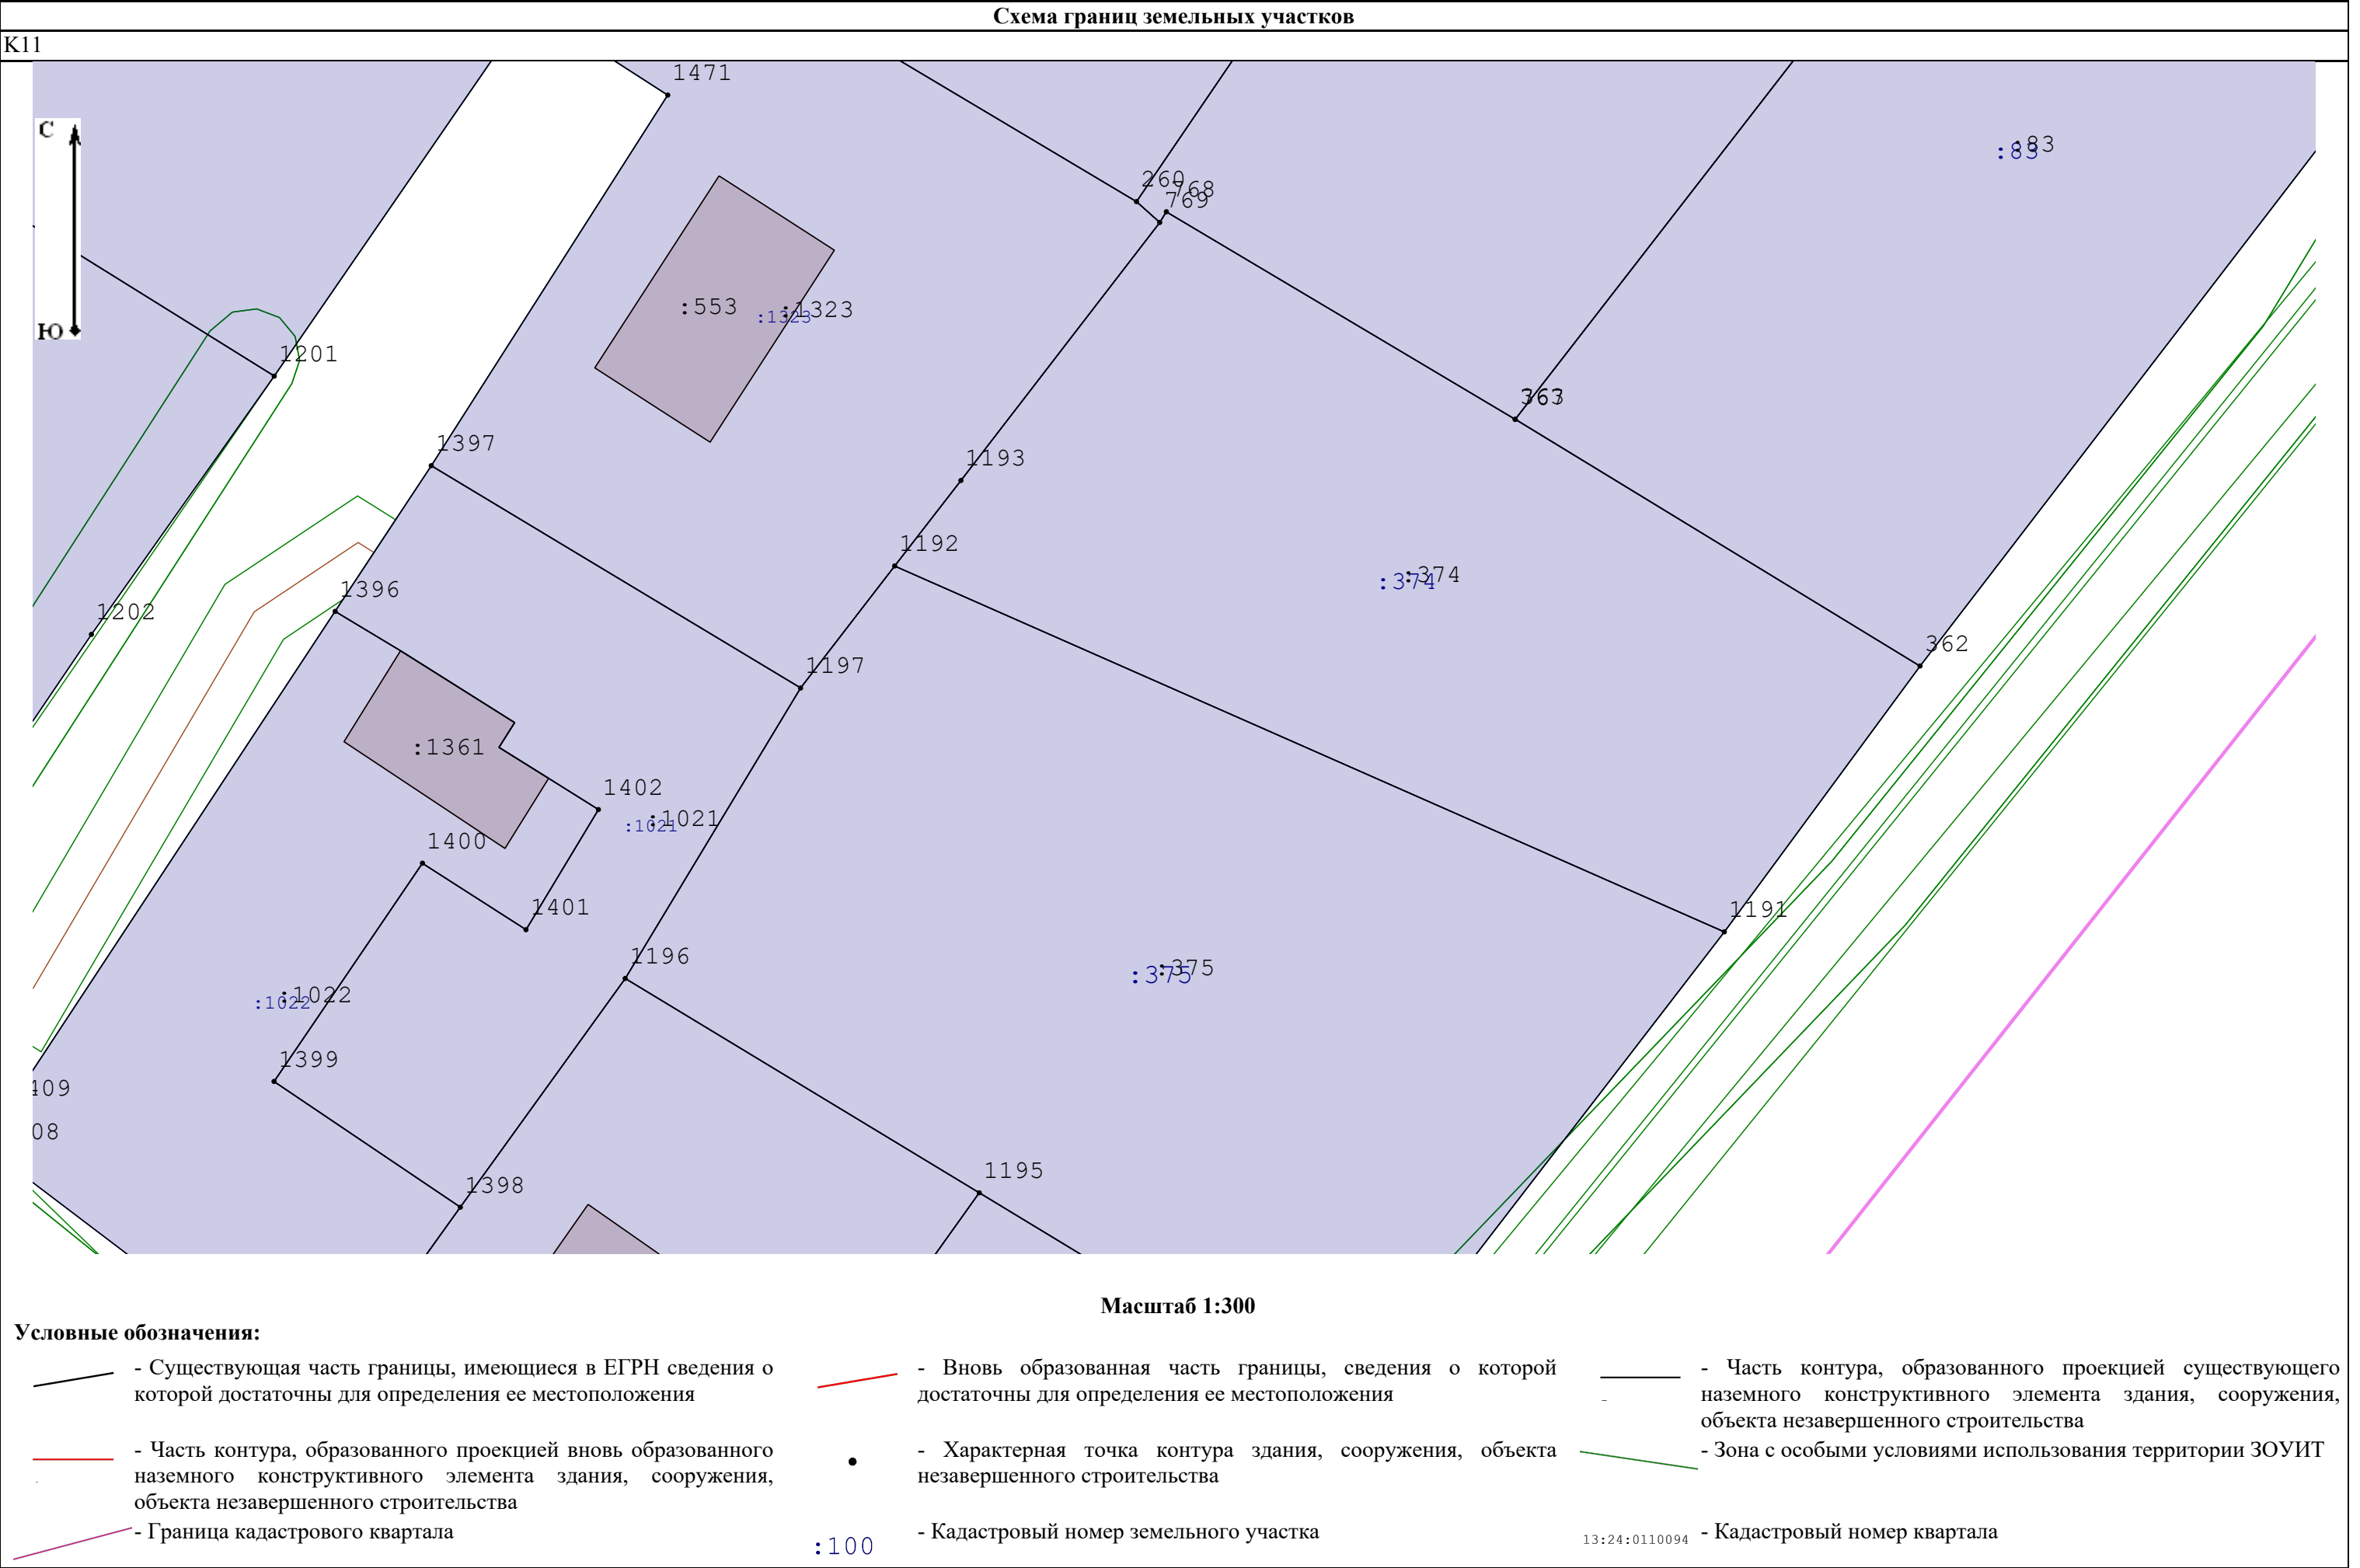 Схема границ земельных участков
К11
1471
С
:83
:83
260
768
769
:553
:1323
:1323
Ю
1201
363
1397
1193
1192
:374
:374
1396
1202
362
1197
:1361
1402
:1021
:1021
1400
1401
1191
1196
:375
:375
:1022
:1022
1399
409
08
1195
1398
Масштаб 1:300
Условные обозначения:
- Существующая часть границы, имеющиеся в ЕГРН сведения о
которой достаточны для определения ее местоположения
- Вновь образованная часть границы, сведения о которой
достаточны для определения ее местоположения
- Часть контура, образованного проекцией существующего
наземного конструктивного элемента здания, сооружения,
объекта незавершенного строительства
- Часть контура, образованного проекцией вновь образованного
наземного конструктивного элемента здания, сооружения,
объекта незавершенного строительства
- Характерная точка контура здания, сооружения, объекта
незавершенного строительства
- Зона с особыми условиями использования территории ЗОУИТ
- Граница кадастрового квартала
:100
- Кадастровый номер земельного участка
13:24:0110094
- Кадастровый номер квартала